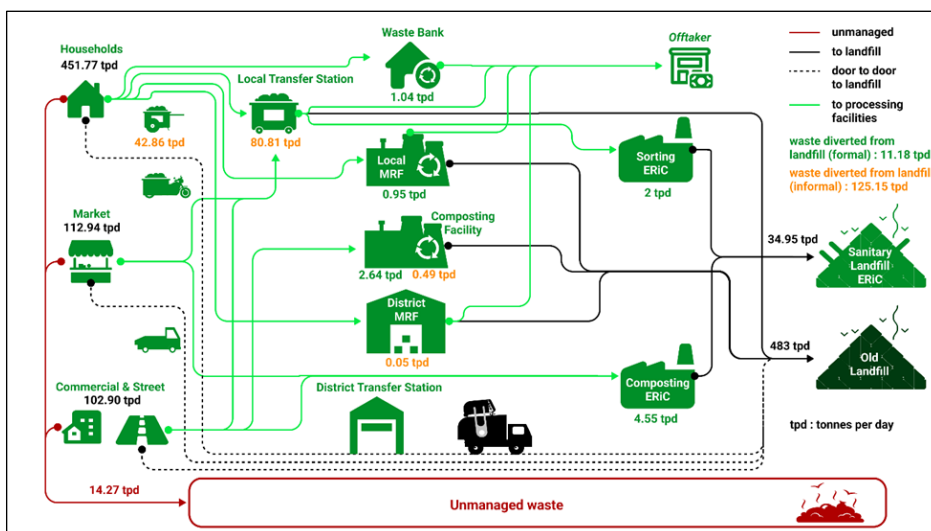 Households
451.77 tpd
Waste Bank
1.04 tpd
Offtaker
unmanaged
to landfill
door to door
to landfill
to processing
facilities
waste diverted from
landfill (formal) : 11.18 tpd
waste diverted from landfill
(informal) : 125.15 tpd
Local Transfer Station
42.86 tpd
80.81 tpd
Local
MRF
0.95 tpd
Sorting
ERiC
2 tpd
Market
112.94 tpd
Composting
Facility
2.64 tpd
0.49 tpd
34.95 tpd
Sanitary
Landfill
ERiC
District
MRF
0.05 tpd
483 tpd
Old
Landfill
Commercial & Street
102.90 tpd
District Transfer Station
Composting
ERiC
4.55 tpd
tpd : tonnes per day
14.27 tpd
Unmanaged waste